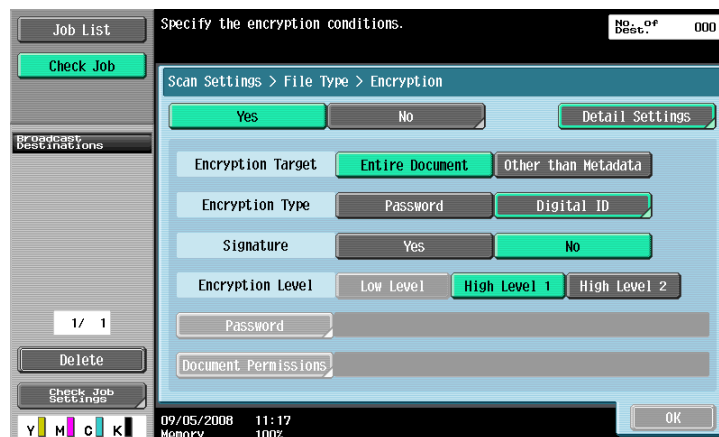 Job List
Check Job
Broadcast
Destinations
1/ 1
Delete
Check Job
Settings
Y M C K
Specify the encryption conditions.
No. of
Dest. 000
Scan Settings > File Type > Encryption
Yes No Detail Settings
Encryption Target Entire Document Other than Metadata
Encryption Type Password Digital ID
Signature Yes No
Encryption Level Low Level High Level 1 High Level 2
Password
Document Permissions
OK
09/05/2008 11:17
Memory 100%